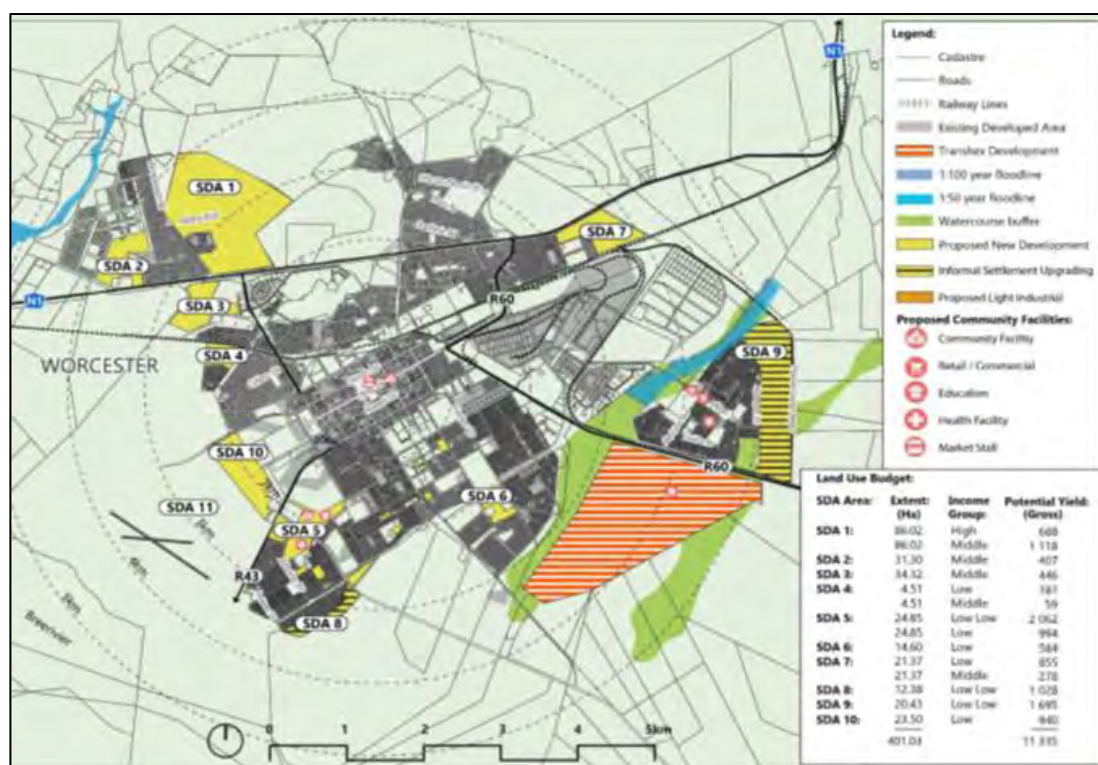 Legend:
Cadastre
Roads
Railway Lines
Existing Developed Area
Transhex Development
1:100 year floodline
1:50 year floodline
Watercourse buffer
Proposed New Development
Informal Settlement Upgrading
Proposed Light Industrial
Proposed Community Facilities:
Community Facility
Retail / Commercial
Education
Health Facility
Market Stall
N1
SDA 1
SDA 2
SDA 7
N1
SDA 3
R60
SDA 4
WORCESTER
SDA 9
SDA 10
R60
SDA 11
SDA 6
SDA 5
R43
SDA 8
5km
0 1 2 3 4 5km
Land Use Budget:
SDA Area: Extent: (Ha) Income Group: Potential Yield: (Gross)
SDA 1: 86.02 High 688
86.02 Middle 1 118
SDA 2: 31.30 Middle 407
SDA 3: 34.32 Middle 446
SDA 4: 4.51 Low 181
4.51 Middle 59
SDA 5: 24.85 Low Low 2 062
24.85 Low 994
SDA 6: 14.60 Low 584
SDA 7: 21.37 Low 855
21.37 Middle 278
SDA 8: 12.38 Low Low 1 028
SDA 9: 20.43 Low Low 1 695
SDA 10: 23.50 Low 940
401.03 11 335